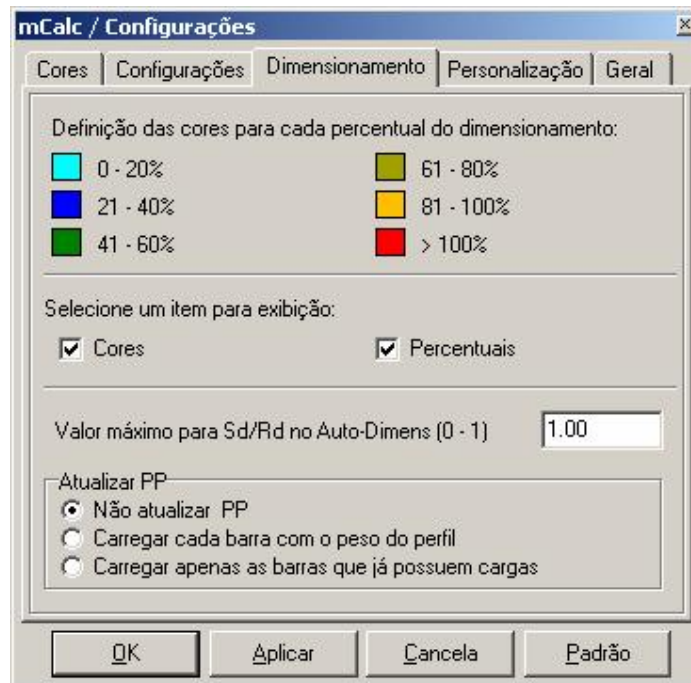 mCalc / Configurações
Cores Configurações Dimensionamento Personalização Geral
Definição das cores para cada percentual do dimensionamento:
0 - 20% 61 - 80%
21 - 40% 81 - 100%
41 - 60% > 100%
Selecione um item para exibição:
Cores Percentuais
Valor máximo para Sd/Rd no Auto-Dimens (0 - 1) 1.00
Atualizar PP
Não atualizar PP
Carregar cada barra com o peso do perfil
Carregar apenas as barras que já possuem cargas
OK Aplicar Cancela Padrão